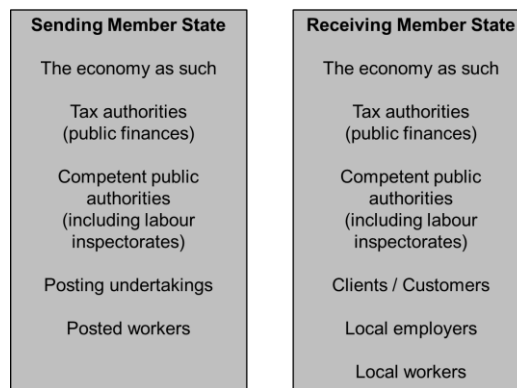 Sending Member State
The economy as such
Tax authorities
(public finances)
Competent public
authorities
(including labour
inspectorates)
Posting undertakings
Posted workers
Receiving Member State
The economy as such
Tax authorities
(public finances)
Competent public
authorities
(including labour
inspectorates)
Clients / Customers
Local employers
Local workers